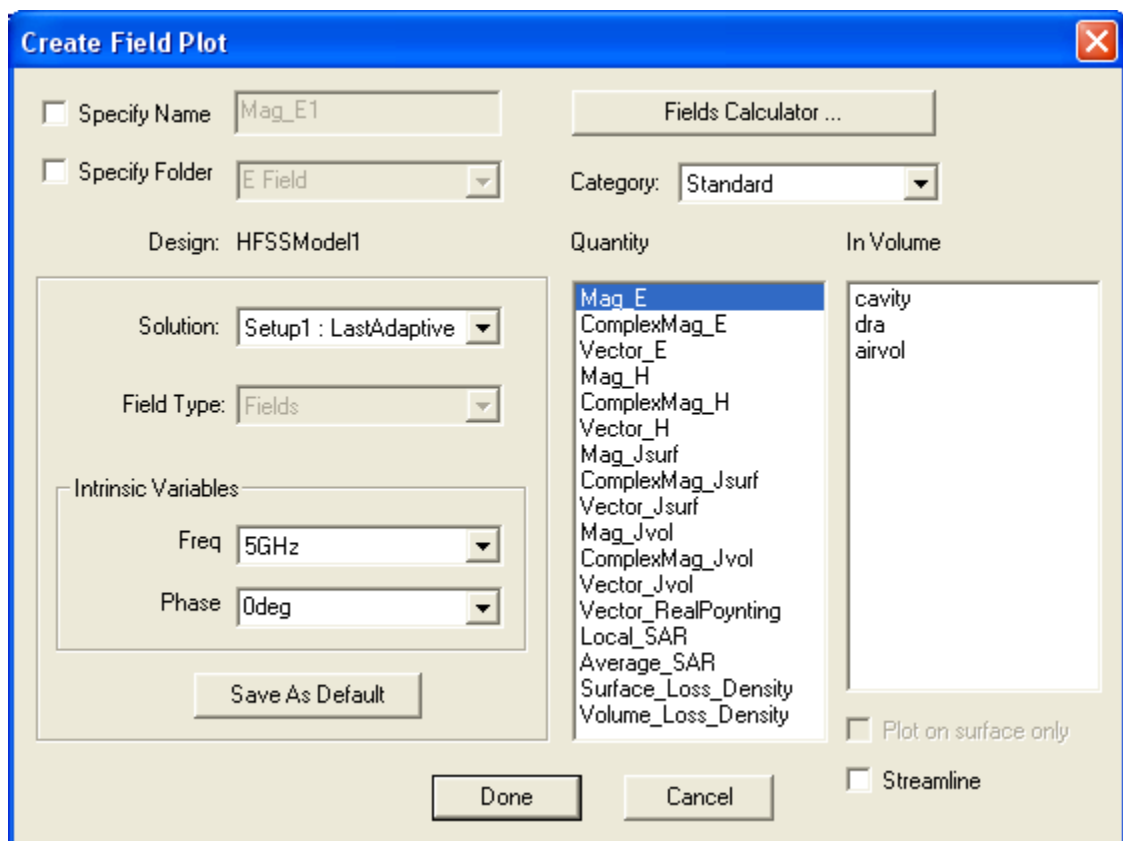 Create Field Plot
Specify Name Mag_E1
Fields Calculator ...
Specify Folder E Field
Category: Standard
Design: HFSSModel1
Quantity
In Volume
Solution: Setup1 : LastAdaptive
Field Type: Fields
Intrinsic Variables
Freq 5GHz
Phase 0deg
Save As Default
Mag_E
ComplexMag_E
Vector_E
Mag_H
ComplexMag_H
Vector_H
Mag_Jsurf
ComplexMag_Jsurf
Vector_Jsurf
Mag_Jvol
ComplexMag_Jvol
Vector_Jvol
Vector_RealPoynting
Local_SAR
Average_SAR
Surface_Loss_Density
Volume_Loss_Density
cavity
dra
airvol
Plot on surface only
Streamline
Done
Cancel